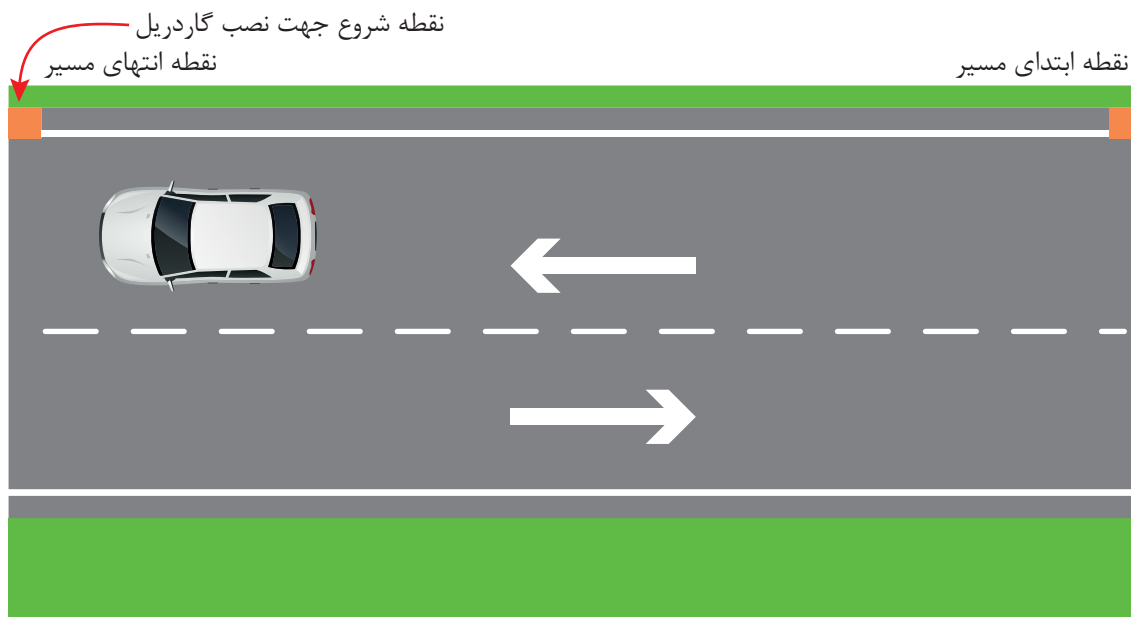 نقطه شروع جهت نصب گاردریل
نقطه ابتدای مسیر
نقطه انتهای مسیر